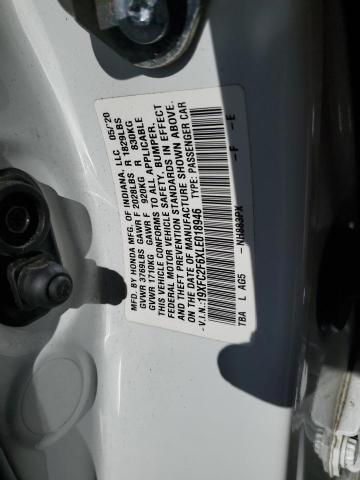 MFD. BY HONDA MFG. OF INDIANA, LLC 05/'20
GVWR 3769LBS GAWR F 2028LBS R 1829LBS
GVWR 1710KG GAWR F 920KG R 830KG
THIS VEHICLE CONFORMS TO ALL APPLICABLE
FEDERAL MOTOR VEHICLE SAFETY, BUMPER,
AND THEFT PREVENTION STANDARDS IN EFFECT
ON THE DATE OF MANUFACTURE SHOWN ABOVE.
V.I.N.: 19XFC2F6XLE018946 TYPE: PASSENGER CAR
TBA L AG5 - NH883PX - F - E